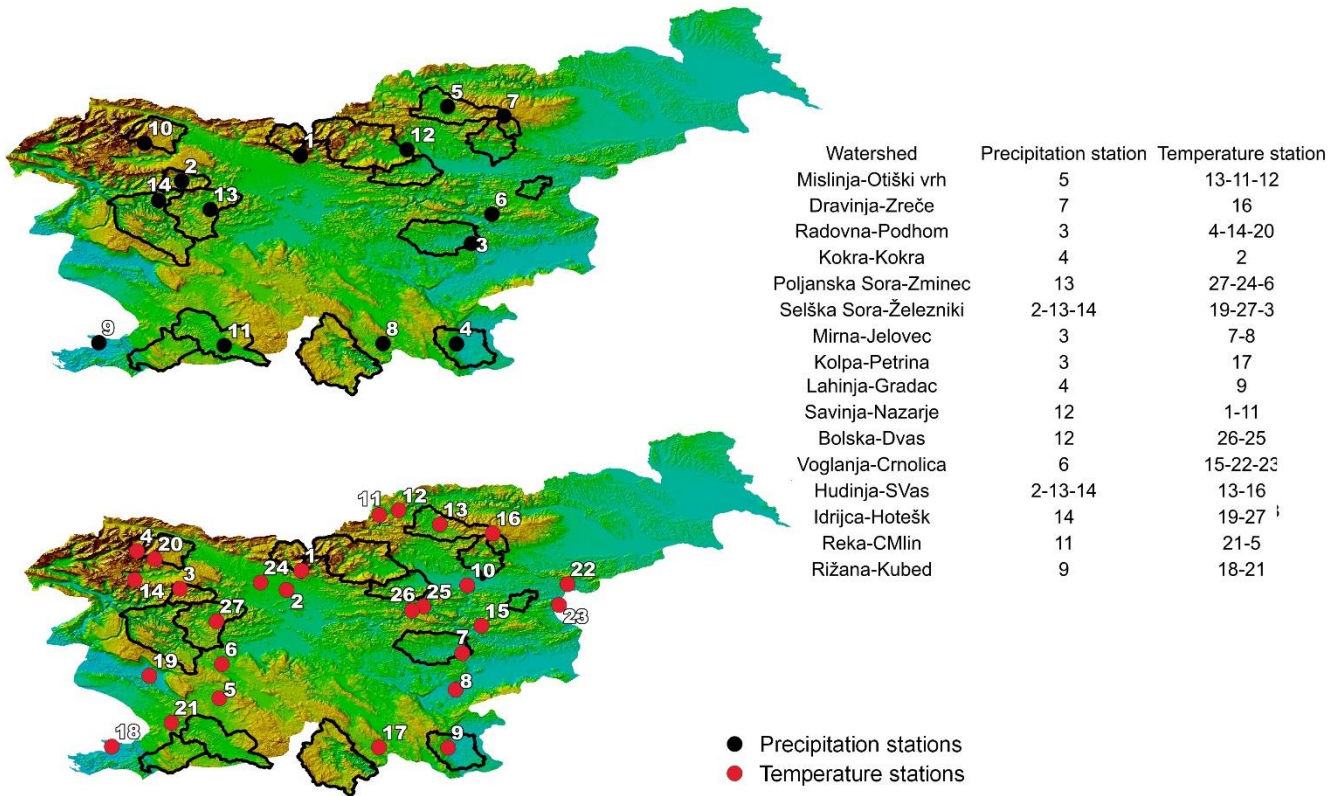 5
7
10
1
12
2
14
13
6
3
9
11
8
4
Watershed Precipitation station Temperature station
Mislinja-Otiški vrh 5 13-11-12
Dravinja-Zreče 7 16
Radovna-Podhom 3 4-14-20
Kokra-Kokra 4 2
Poljanska Sora-Zminec 13 27-24-6
Selška Sora-Železniki 2-13-14 19-27-3
Mirna-Jelovec 3 7-8
Kolpa-Petrina 3 17
Lahinja-Gradac 4 9
Savinja-Nazarje 12 1-11
Bolska-Dvas 12 26-25
Voglanja-Crnolica 6 15-22-23
Hudinja-SVas 2-13-14 13-16
Idrijca-Hotešk 14 19-27
Reka-CMlin 11 21-5
Rižana-Kubed 9 18-21
11 12
13
16
4
20
1
24
14 3
2
10
22
26 25
23
27
15
7
6
19
5
8
21
18
17
9
Precipitation stations
Temperature stations